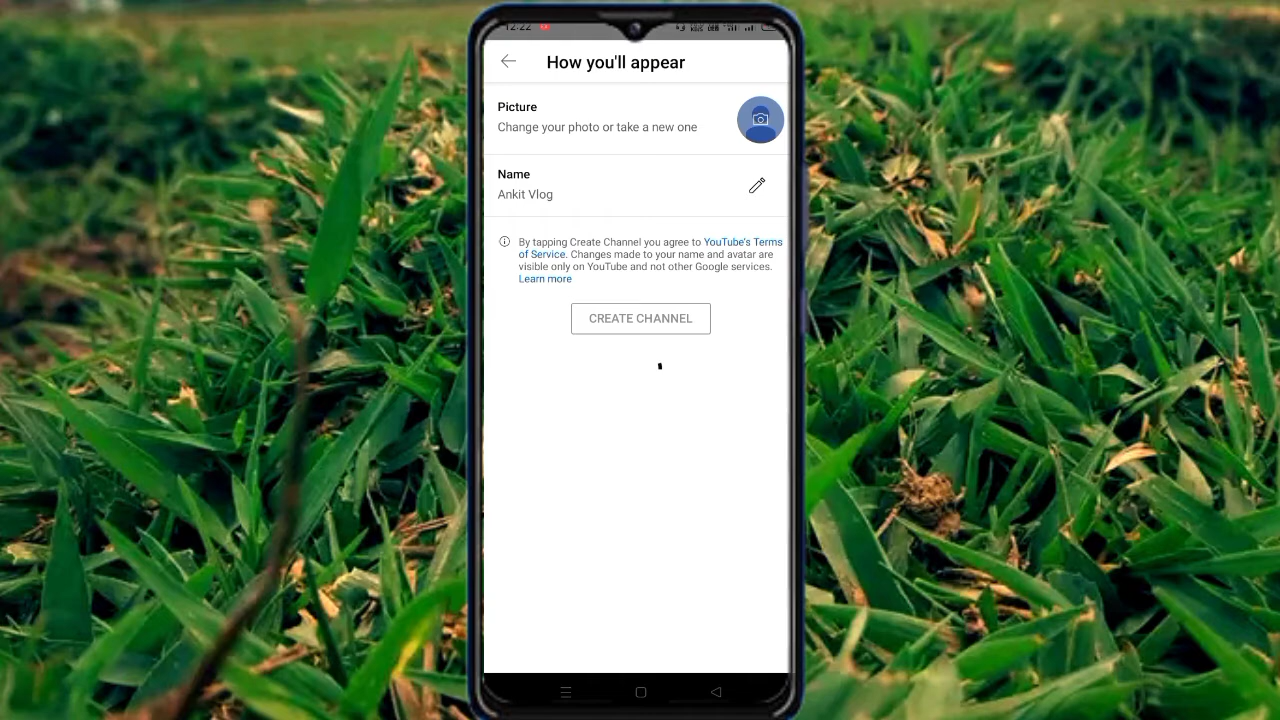 12:22
How you'll appear
Picture
Change your photo or take a new one
Name
Ankit Vlog
By tapping Create Channel you agree to YouTube's Terms
of Service. Changes made to your name and avatar are
visible only on YouTube and not other Google services.
Learn more
CREATE CHANNEL